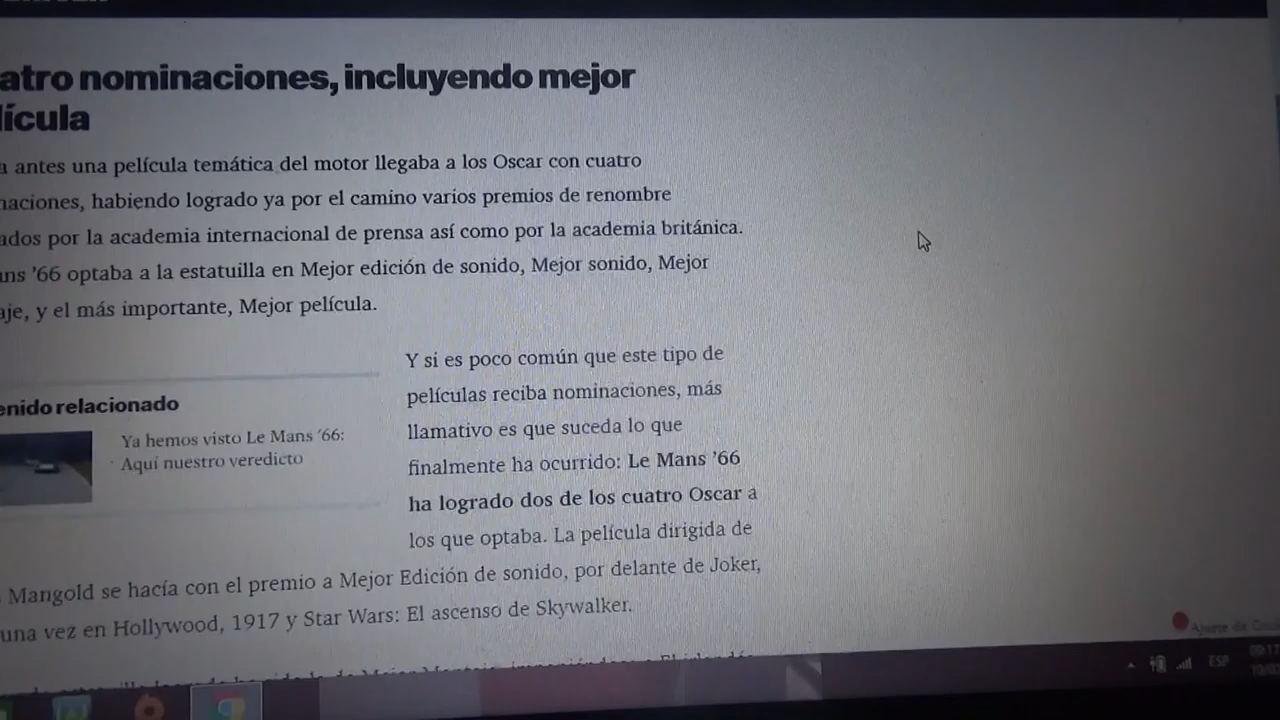 atro nominaciones, incluyendo mejor
lícula
a antes una película temática del motor llegaba a los Oscar con cuatro
naciones, habiendo logrado ya por el camino varios premios de renombre
ados por la academia internacional de prensa así como por la academia británica.
ans ’66 optaba a la estatuilla en Mejor edición de sonido, Mejor sonido, Mejor
aje, y el más importante, Mejor película.
Y si es poco común que este tipo de
películas reciba nominaciones, más
llamativo es que suceda lo que
finalmente ha ocurrido: Le Mans ’66
ha logrado dos de los cuatro Oscar a
los que optaba. La película dirigida de
enido relacionado
Ya hemos visto Le Mans ´66:
Aquí nuestro veredicto
Mangold se hacía con el premio a Mejor Edición de sonido, por delante de Joker,
una vez en Hollywood, 1917 y Star Wars: El ascenso de Skywalker.
Ajuste de
ESP